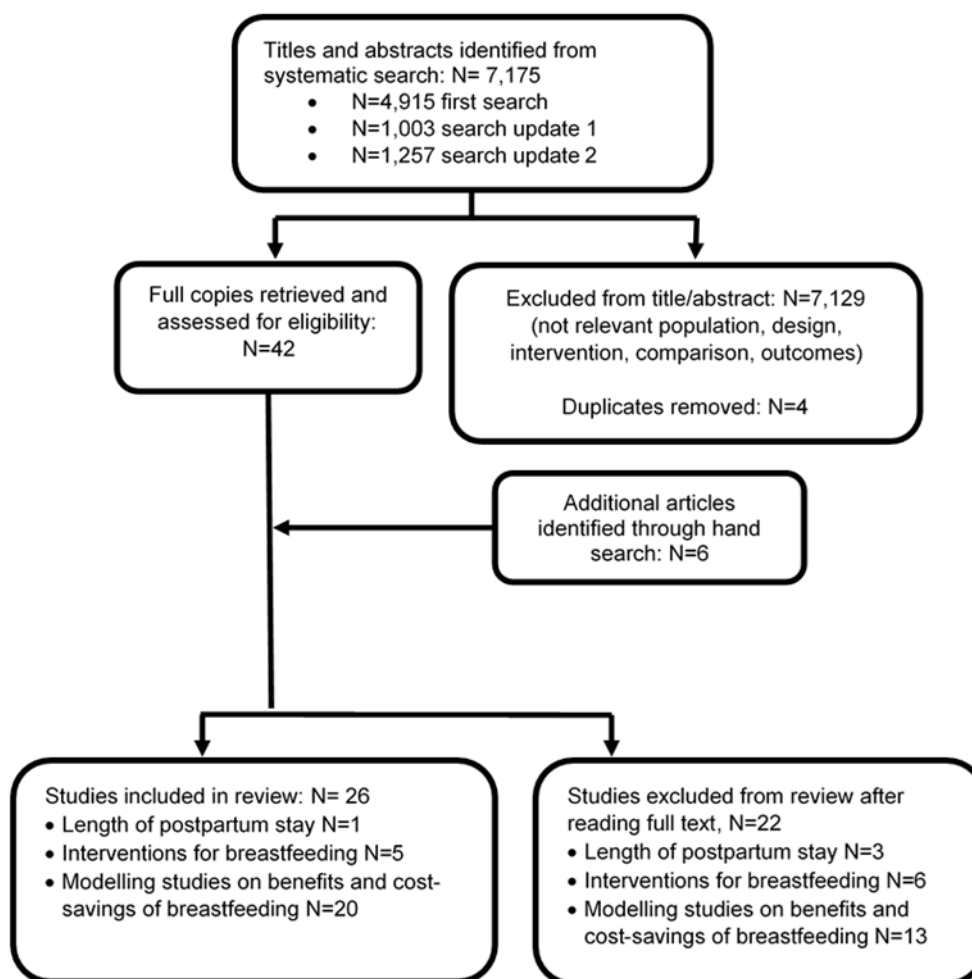 Titles and abstracts identified from
systematic search: N= 7,175
• N=4,915 first search
• N=1,003 search update 1
• N=1,257 search update 2
Full copies retrieved and
assessed for eligibility:
N=42
Excluded from title/abstract: N=7,129
(not relevant population, design,
intervention, comparison, outcomes)
Duplicates removed: N=4
Additional articles
identified through hand
search: N=6
Studies included in review: N= 26
• Length of postpartum stay N=1
• Interventions for breastfeeding N=5
• Modelling studies on benefits and cost-
savings of breastfeeding N=20
Studies excluded from review after
reading full text, N=22
• Length of postpartum stay N=3
• Interventions for breastfeeding N=6
• Modelling studies on benefits and
cost-savings of breastfeeding N=13